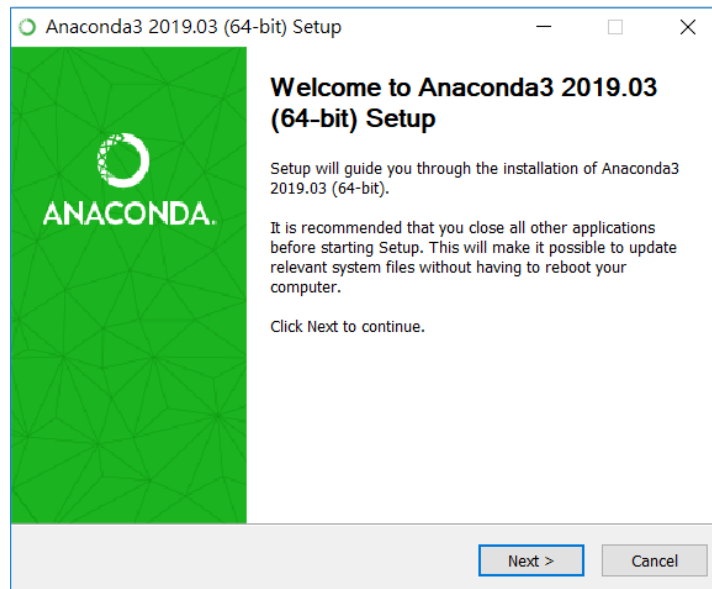 Anaconda3 2019.03 (64-bit) Setup
ANACONDA.
Welcome to Anaconda3 2019.03
(64-bit) Setup
Setup will guide you through the installation of Anaconda3
2019.03 (64-bit).
It is recommended that you close all other applications
before starting Setup. This will make it possible to update
relevant system files without having to reboot your
computer.
Click Next to continue.
Next >
Cancel